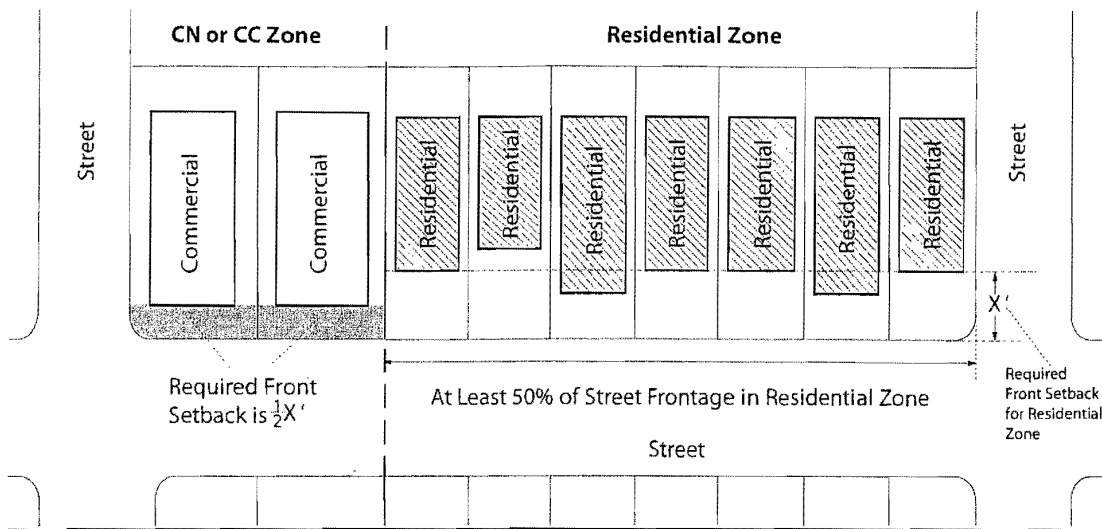 CN or CC Zone
Residential Zone
Street
Commercial
Commercial
Residential
Residential
Residential
Residential
Residential
Residential
Residential
Street
X'
Required Front
Setback is ½X'
At Least 50% of Street Frontage in Residential Zone
Required
Front Setback
for Residential
Zone
Street